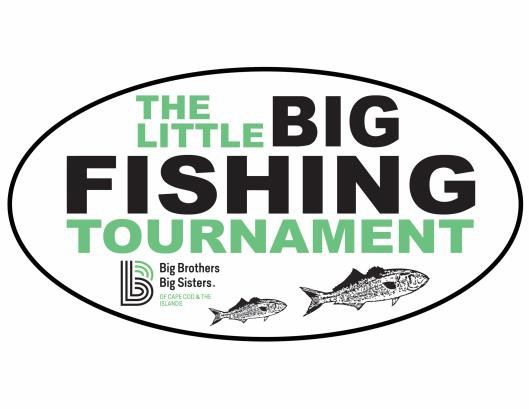 THE
LITTLE BIG
FISHING
TOURNAMENT
Big Brothers
Big Sisters.
OF CAPE COD & THE
ISLANDS